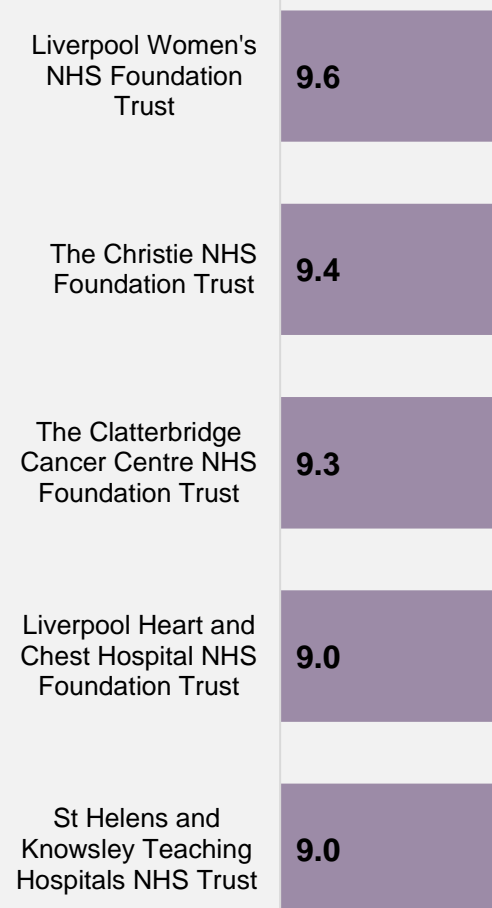 Liverpool Women's
NHS Foundation
Trust
9.6
The Christie NHS
Foundation Trust
9.4
The Clatterbridge
Cancer Centre NHS
Foundation Trust
9.3
Liverpool Heart and
Chest Hospital NHS
Foundation Trust
9.0
St Helens and
Knowsley Teaching
Hospitals NHS Trust
9.0